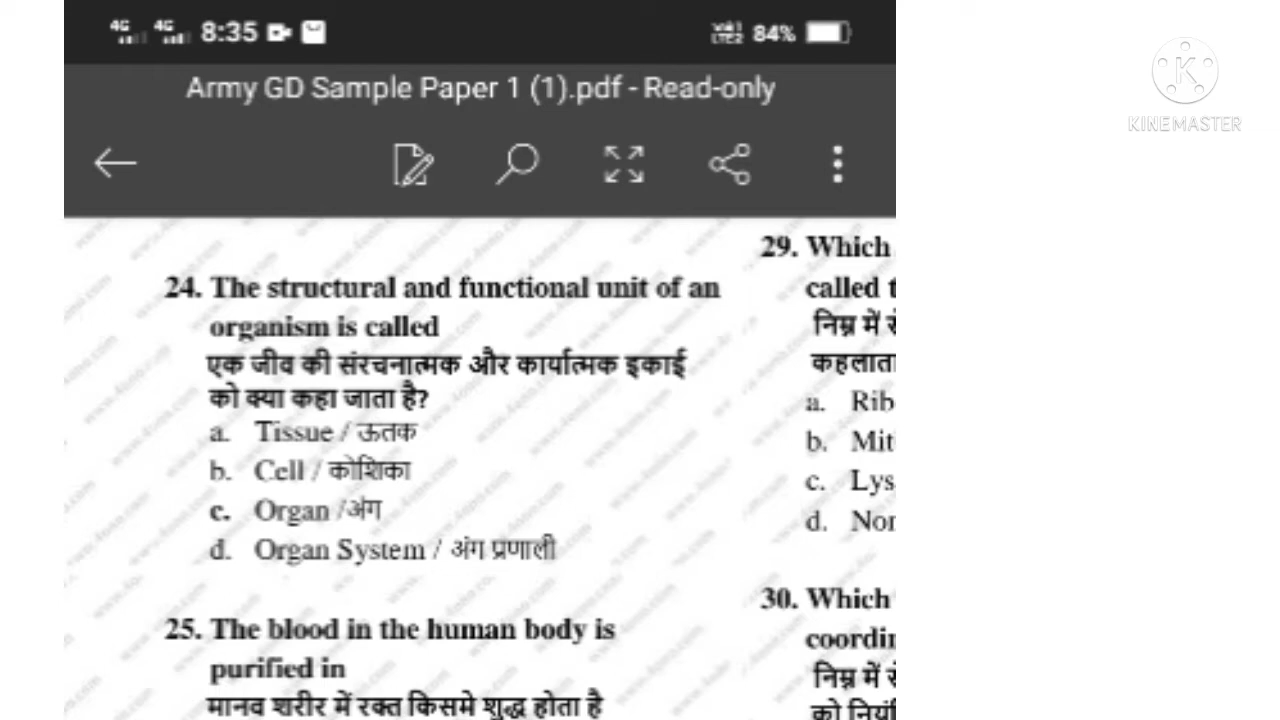 4G 4G 8:35 84%
Army GD Sample Paper 1 (1).pdf - Read-only
KINEMASTER
24. The structural and functional unit of an
organism is called
एक जीव की संरचनात्मक और कार्यात्मक इकाई
को क्या कहा जाता है?
a. Tissue / ऊतक
b. Cell / कोशिका
c. Organ /अंग
d. Organ System / अंग प्रणाली
25. The blood in the human body is
purified in
मानव शरीर में रक्त किसमे शुद्ध होता है
29. Which
called t
निम्न में से
कहलाता
a. Rib
b. Mit
c. Lys
d. Nor
30. Which
coordin
निम्न में से
को नियंत्रि